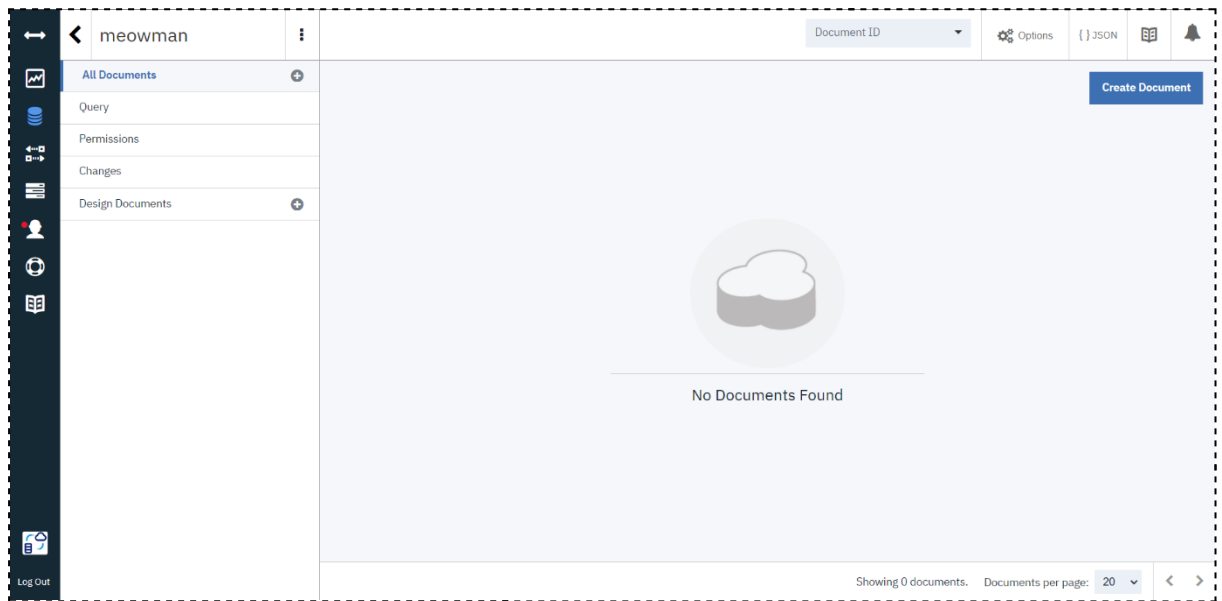 meowman
Document ID
Options
{ } JSON
All Documents
Create Document
Query
Permissions
Changes
Design Documents
No Documents Found
Log Out
Showing 0 documents. Documents per page: 20